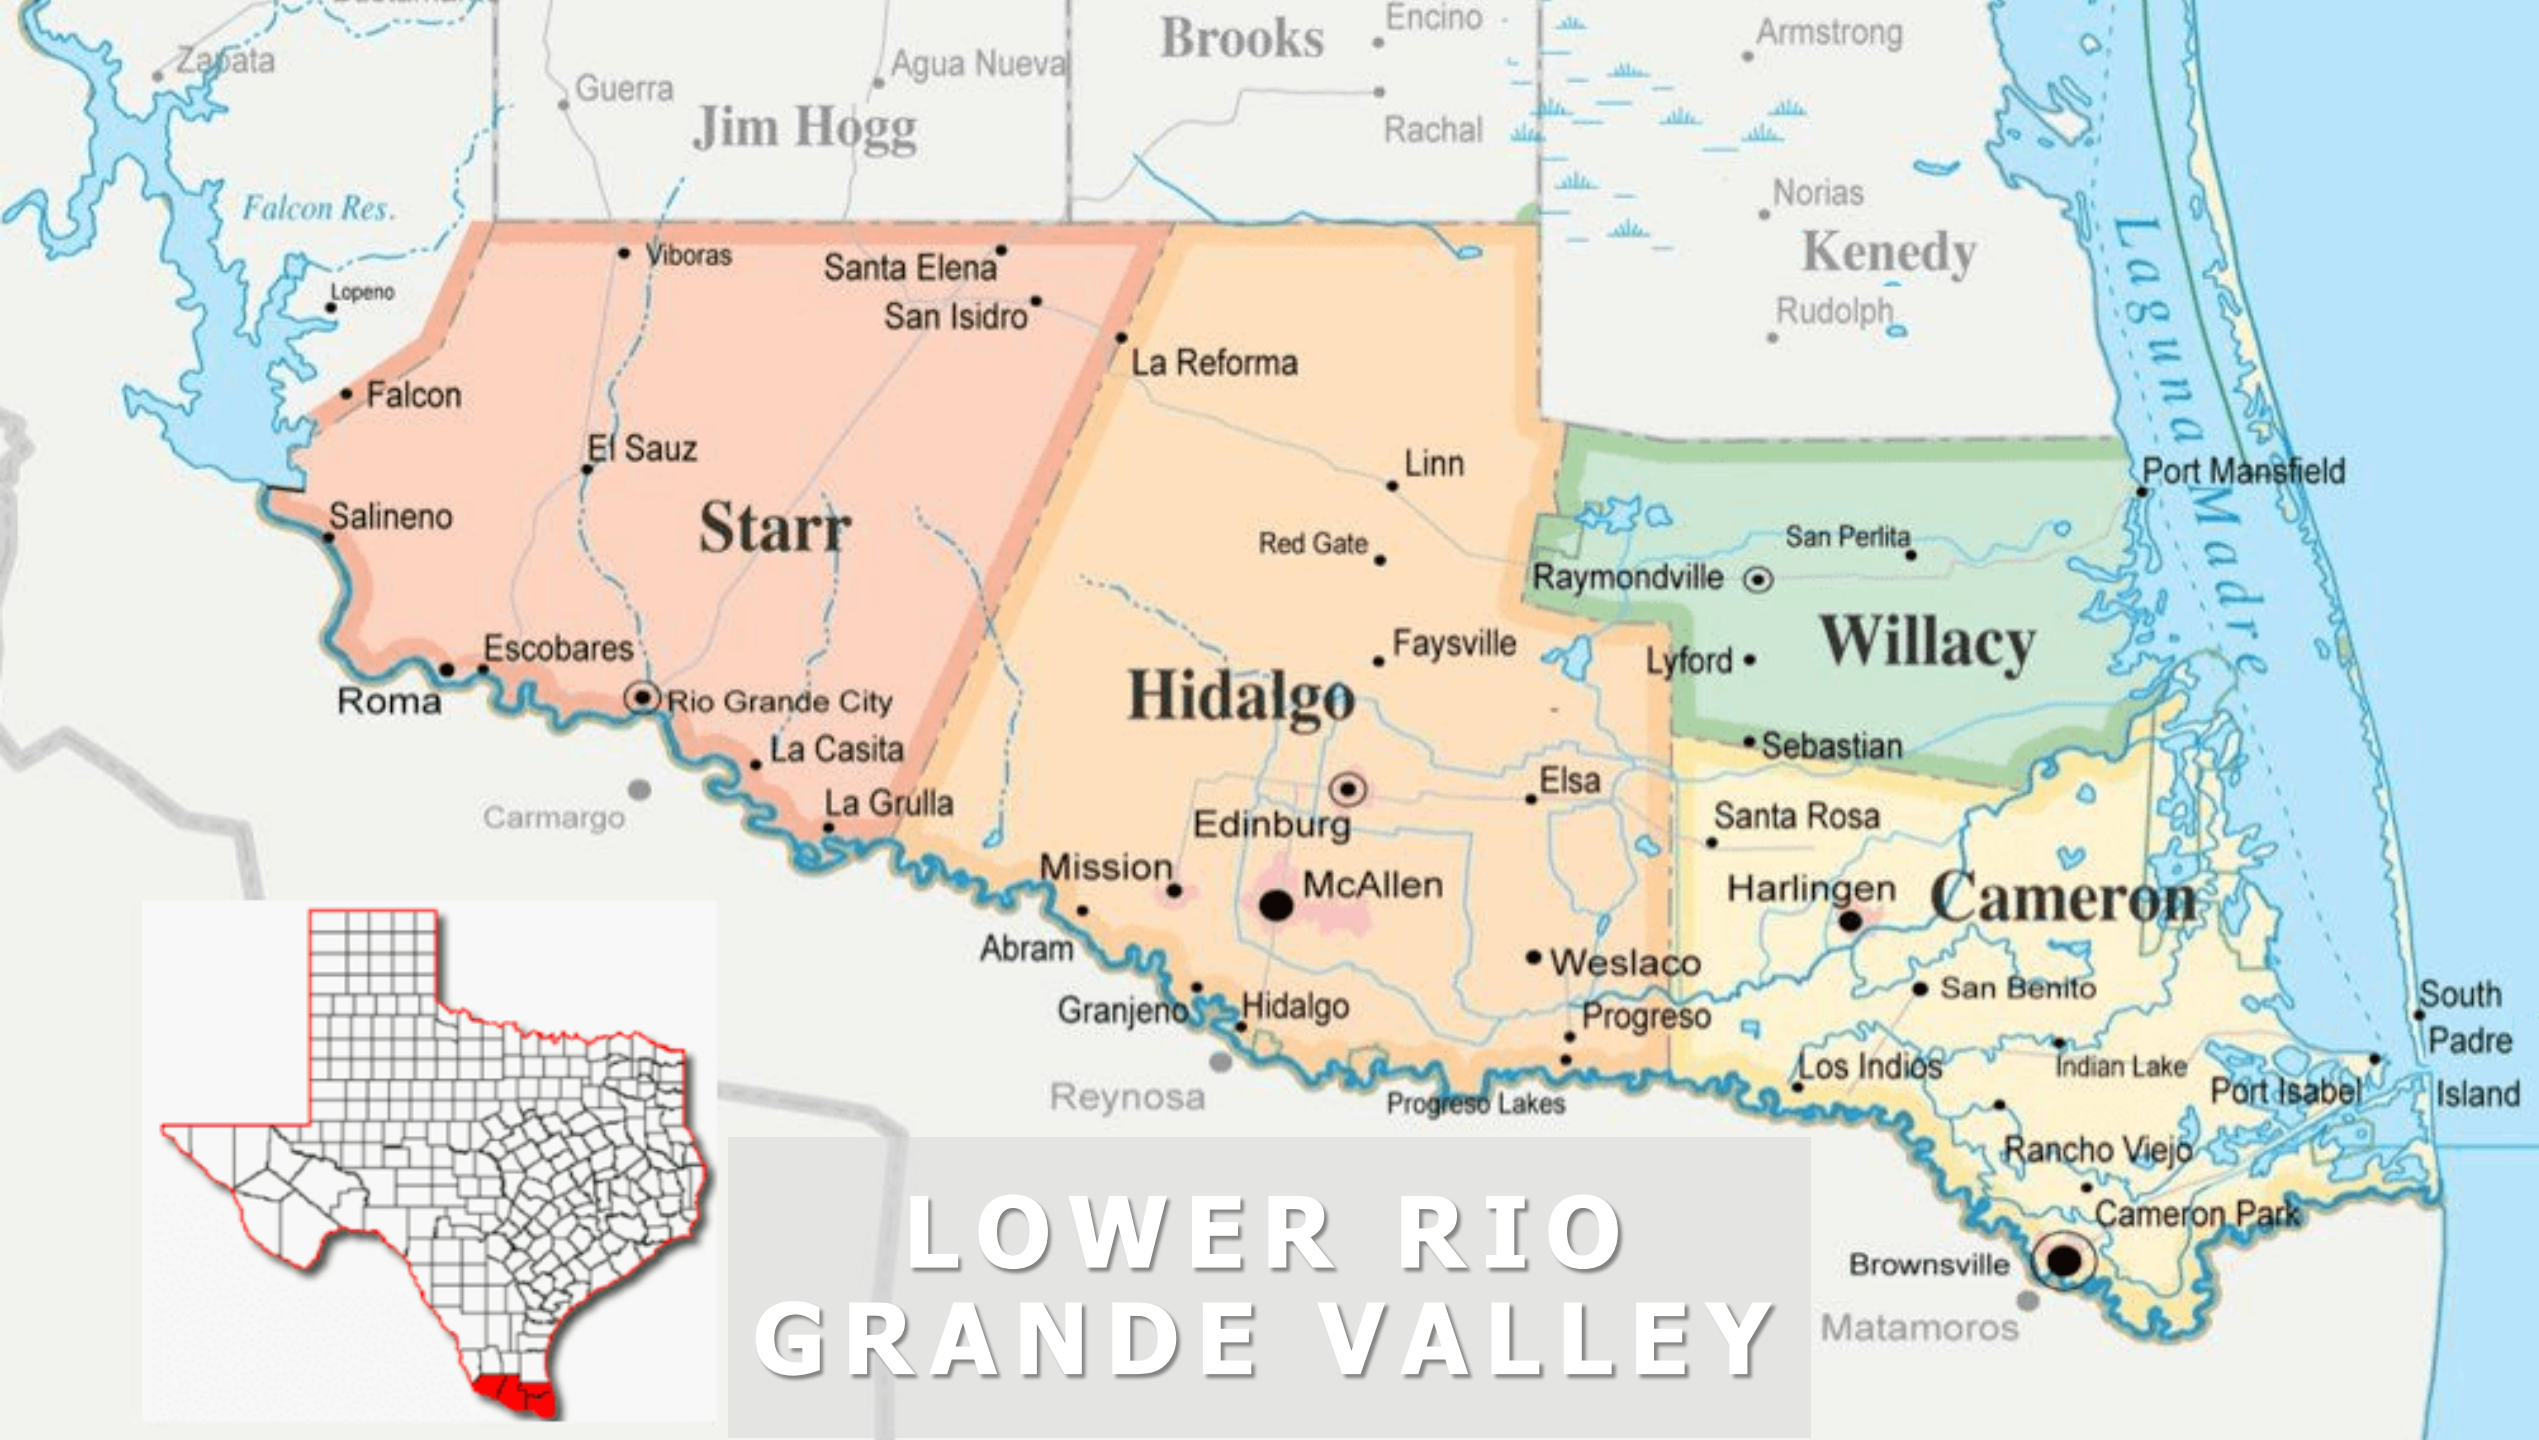 Encino
Brooks
Armstrong
Zapata
Agua Nueva
Guerra
Jim Hogg
Rachal
Norias
Falcon Res.
Kenedy
Viboras
Santa Elena
Lopeno
San Isidro
Rudolph
La Reforma
Falcon
El Sauz
Linn
Port Mansfield
Laguna Madre
Salineno
Starr
San Perlita
Red Gate
Raymondville
Escobares
Faysville
Willacy
Lyford
Roma
Rio Grande City
Hidalgo
La Casita
Sebastian
Elsa
La Grulla
Carmargo
Edinburg
Santa Rosa
Mission
McAllen
Harlingen
Cameron
Abram
Weslaco
San Benito
South
Padre
Island
Granjeno
Hidalgo
Progreso
Los Indios
Indian Lake
Port Isabel
Reynosa
Progreso Lakes
Rancho Viejo
Cameron Park
Brownsville
Matamoros
LOWER RIO
GRANDE VALLEY